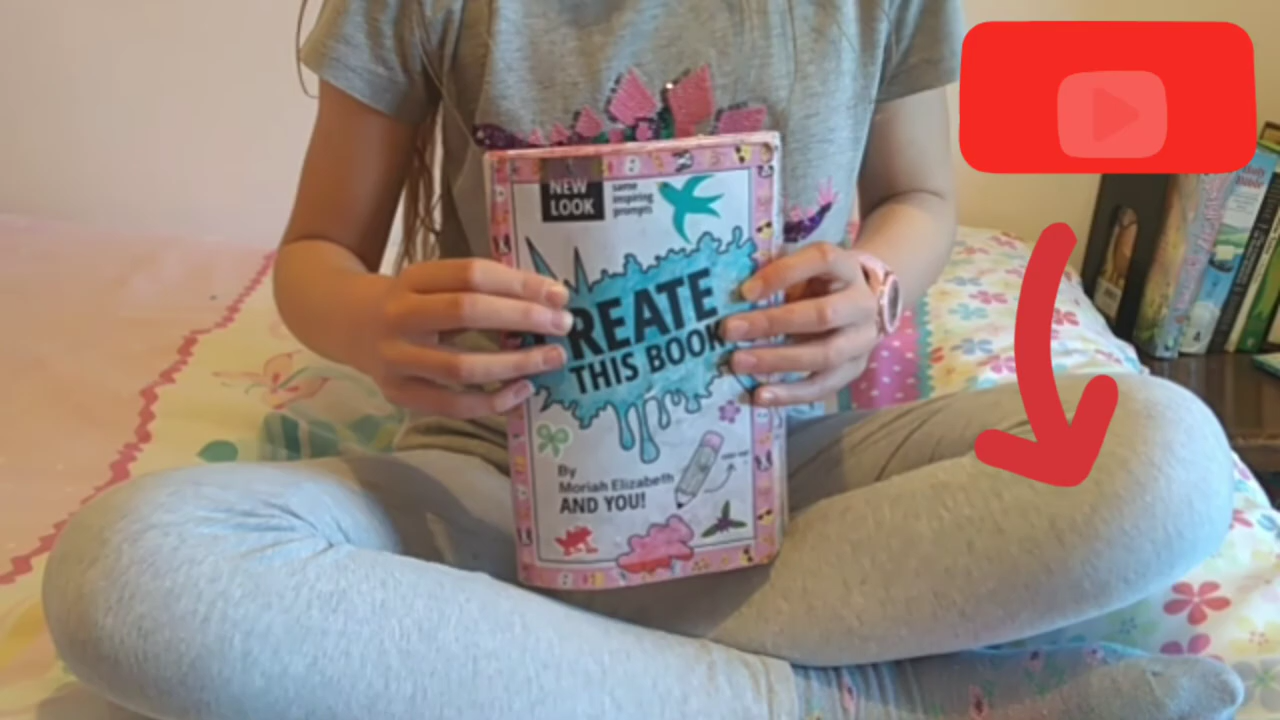 NEW
LOOK
same
inspiring
prompts
REATE
THIS BOOK
By
Moriah Elizabeth
AND YOU!